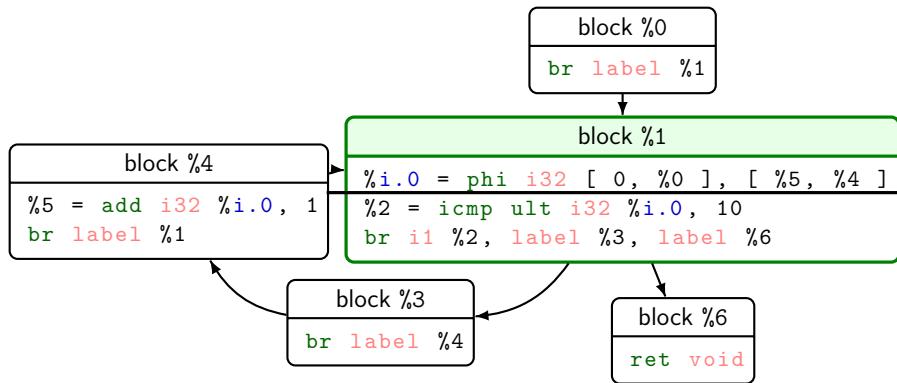 block %0
br label %1
block %1
%i.0 = phi i32 [ 0, %0 ], [ %5, %4 ]
%2 = icmp ult i32 %i.0, 10
br i1 %2, label %3, label %6
block %4
%5 = add i32 %i.0, 1
br label %1
block %3
br label %4
block %6
ret void